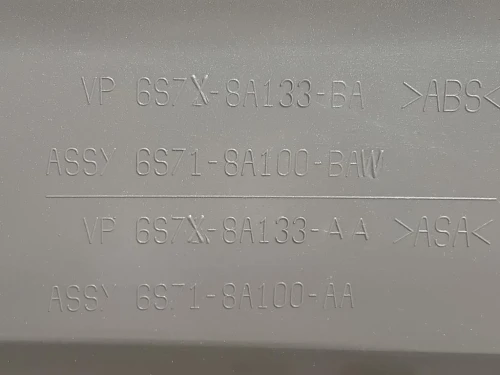 VP 6S7X-8A133-BA >ABS<
ASSY 6S71-8A100-BAW
VP 6S7X-8A133-AA >ASA<
ASSY 6S71-8A100-AA